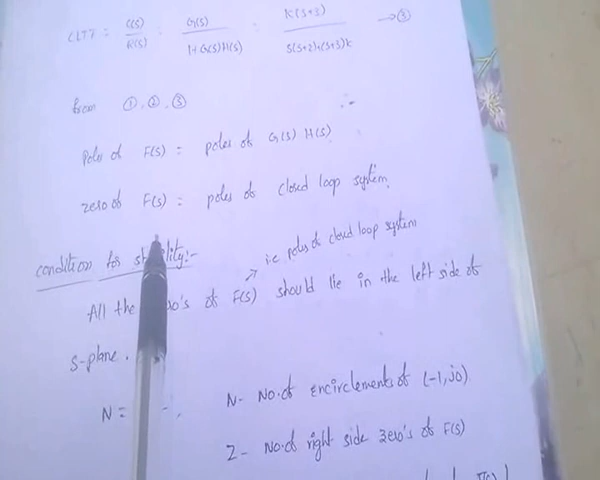 CLTF = C(S)/R(S) = G(S)/1+G(S)H(S) = K(S+3)/S(S+2)+(S+3)K → ③
from ①, ②, ③
Poles of F(S) = poles of G(S) H(S)
zero of F(S) = poles of closed loop system
condition for :-
i.e poles of closed loop system
All the of F(S) should lie in the left side of
S-plane.
N =
N- No.of encirclements of (-1, j0)
Z- No.of right side zero's of F(S)